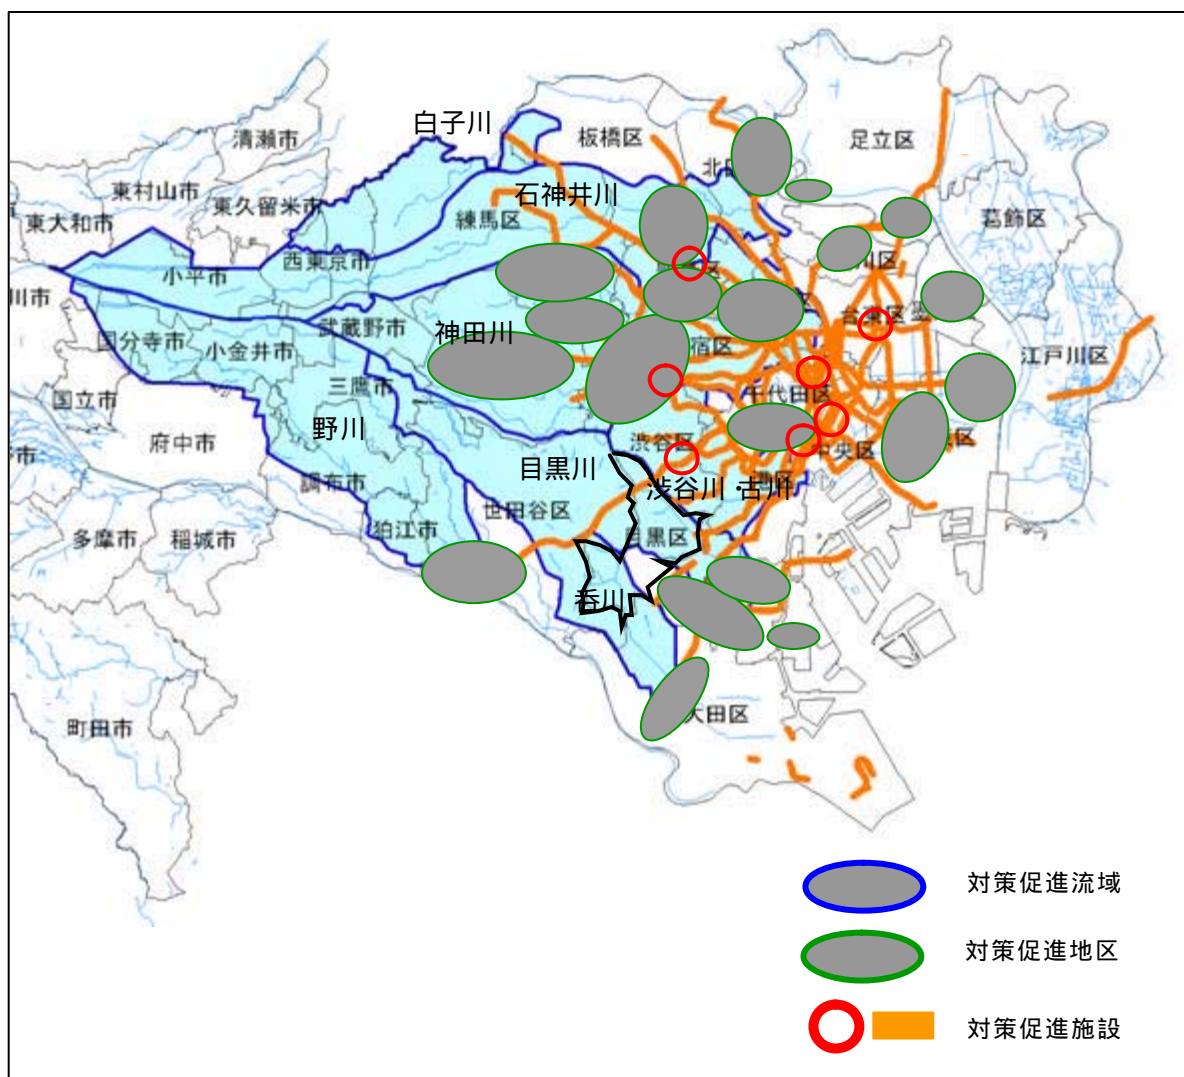 白子川
板橋区
足立区
清瀬市
石神井川
東村山市
東久留米市
練馬区
葛飾区
東大和市
西東京市
小平市
川市
武蔵野市
神田川
台東区
国分寺市
小金井市
宿区
江戸川区
三鷹市
千代田区
国立市
野川
府中市
渋谷区
中央区
目黒川
調布市
渋谷川・古川
世田谷区
狛江市
目黒区
多摩市
稲城市
呑川
町田市
大田区
対策促進流域
対策促進地区
対策促進施設